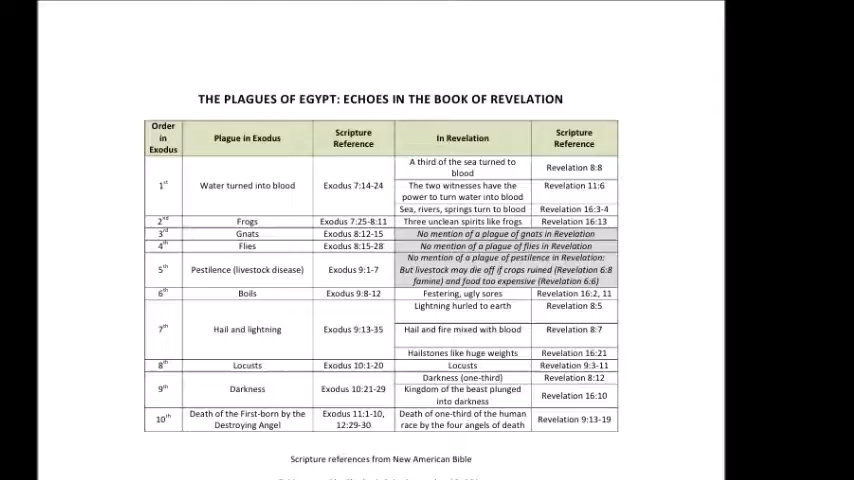 THE PLAGUES OF EGYPT: ECHOES IN THE BOOK OF REVELATION
Order in Exodus | Plague in Exodus | Scripture Reference | In Revelation | Scripture Reference
1st | Water turned into blood | Exodus 7:14-24 | A third of the sea turned to blood | Revelation 8:8
The two witnesses have the power to turn water into blood | Revelation 11:6
Sea, rivers, springs turn to blood | Revelation 16:3-4
2nd | Frogs | Exodus 7:25-8:11 | Three unclean spirits like frogs | Revelation 16:13
3rd | Gnats | Exodus 8:12-15 | No mention of a plague of gnats in Revelation
4th | Flies | Exodus 8:15-28 | No mention of a plague of flies in Revelation
5th | Pestilence (livestock disease) | Exodus 9:1-7 | No mention of a plague of pestilence in Revelation: But livestock may die off if crops ruined (Revelation 6:8 famine) and food too expensive (Revelation 6:6)
6th | Boils | Exodus 9:8-12 | Festering, ugly sores | Revelation 16:2, 11
7th | Hail and lightning | Exodus 9:13-35 | Lightning hurled to earth | Revelation 8:5
Hail and fire mixed with blood | Revelation 8:7
Hailstones like huge weights | Revelation 16:21
8th | Locusts | Exodus 10:1-20 | Locusts | Revelation 9:3-11
9th | Darkness | Exodus 10:21-29 | Darkness (one-third) | Revelation 8:12
Kingdom of the beast plunged into darkness | Revelation 16:10
10th | Death of the First-born by the Destroying Angel | Exodus 11:1-10, 12:29-30 | Death of one-third of the human race by the four angels of death | Revelation 9:13-19
Scripture references from New American Bible